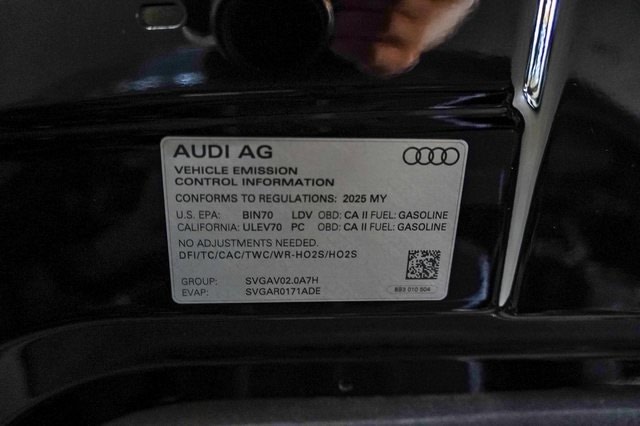 AUDI AG
VEHICLE EMISSION
CONTROL INFORMATION
CONFORMS TO REGULATIONS: 2025 MY
U.S. EPA: BIN70 LDV OBD: CA II FUEL: GASOLINE
CALIFORNIA: ULEV70 PC OBD: CA II FUEL: GASOLINE
NO ADJUSTMENTS NEEDED.
DFI/TC/CAC/TWC/WR-HO2S/HO2S
GROUP: SVGAV02.0A7H
EVAP: SVGAR0171ADE